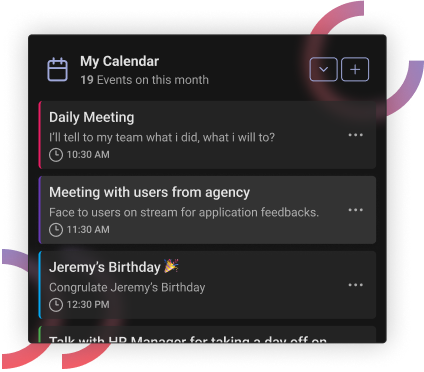 My Calendar
19 Events on this month
Daily Meeting
I'll tell to my team what i did, what i will to?
10:30 AM
Meeting with users from agency
Face to users on stream for application feedbacks.
11:30 AM
Jeremy's Birthday 🎉
Congrulate Jeremy's Birthday
12:30 PM
Talk with HR Manager for taking a day off on